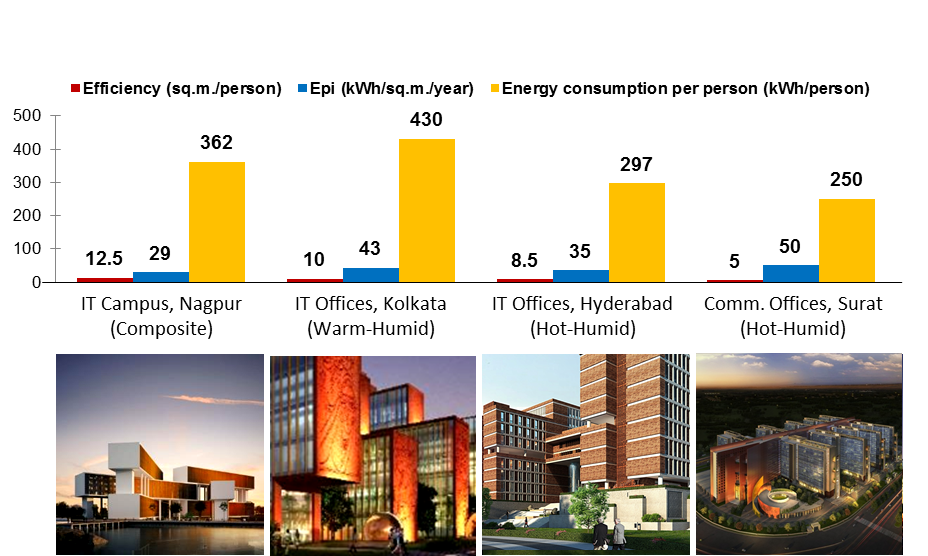 Efficiency (sq.m./person) Epi (kWh/sq.m./year) Energy consumption per person (kWh/person)
500
400
300
200
100
0
362
430
297
250
12.5
29
10
43
8.5
35
5
50
IT Campus, Nagpur
(Composite)
IT Offices, Kolkata
(Warm-Humid)
IT Offices, Hyderabad
(Hot-Humid)
Comm. Offices, Surat
(Hot-Humid)